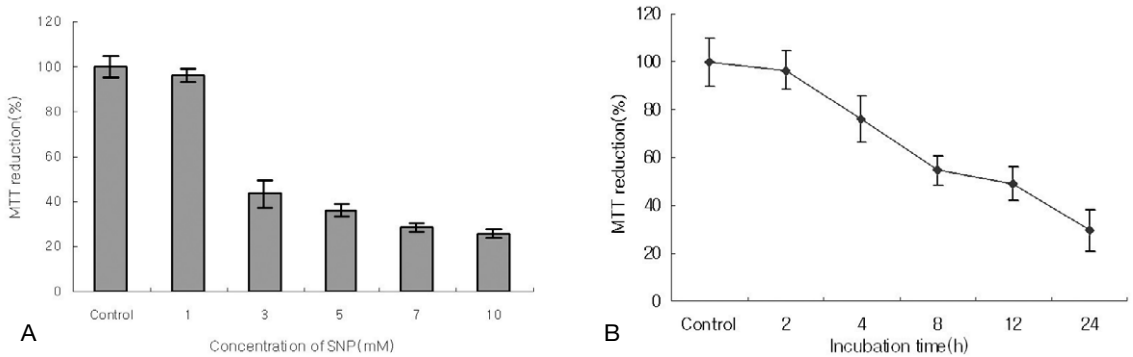 120
100
80
60
40
20
0
MTT reduction(%)
Control 1 3 5 7 10
Concentration of SNP(mM)
A
120
100
80
60
40
20
0
MTT reduction(%)
Control 2 4 8 12 24
Incubation time(h)
B